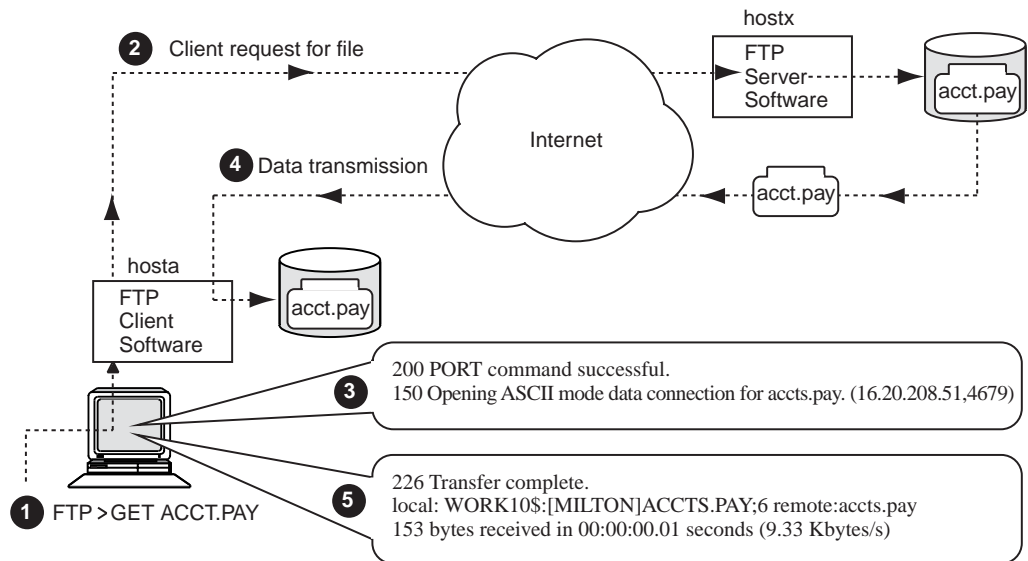 hostx
2 Client request for file
FTP
Server
Software
acct.pay
Internet
4 Data transmission
acct.pay
hosta
FTP
Client
Software
acct.pay
3
200 PORT command successful.
150 Opening ASCII mode data connection for accts.pay. (16.20.208.51,4679)
5
226 Transfer complete.
local: WORK10$:[MILTON]ACCTS.PAY;6 remote:accts.pay
153 bytes received in 00:00:00.01 seconds (9.33 Kbytes/s)
1 FTP>GET ACCT.PAY